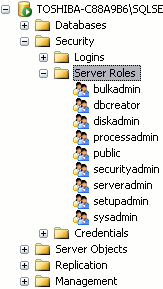 TOSHIBA-C88A9B6\SQLSE
Databases
Security
Logins
Server Roles
bulkadmin
dbcreator
diskadmin
processadmin
public
securityadmin
serveradmin
setupadmin
sysadmin
Credentials
Server Objects
Replication
Management